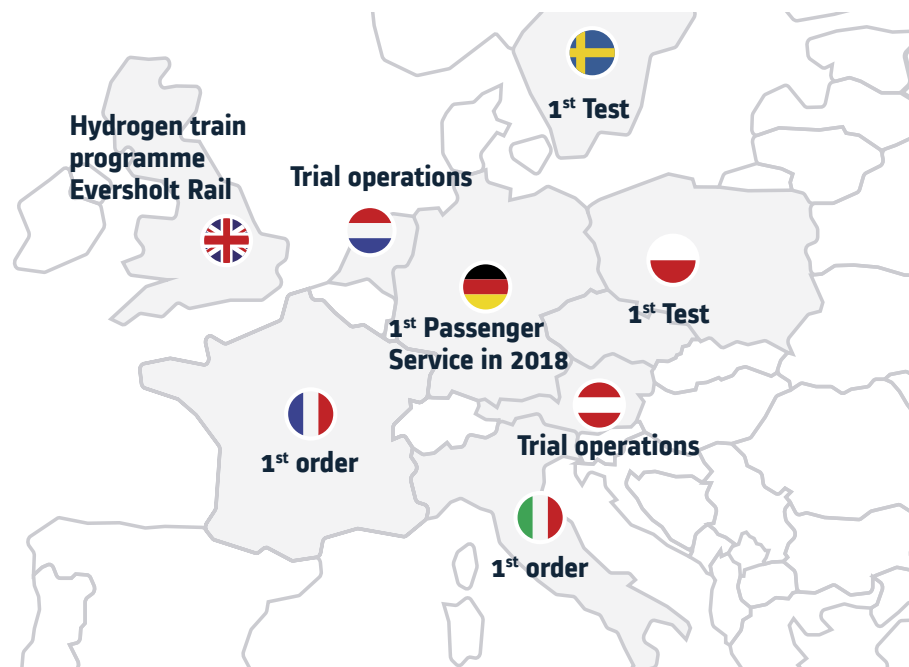 1st Test
Hydrogen train
programme
Eversholt Rail
Trial operations
1st Test
1st Passenger
Service in 2018
Trial operations
1st order
1st order